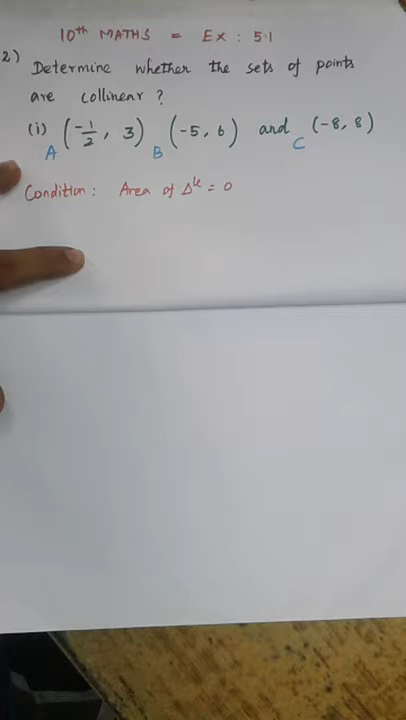 10th MATHS = Ex : 5.1
2) Determine whether the sets of points
are collinear ?
(i) (-1/2, 3) (-5, 6) and (-8, 8)
A B C
Condition : Area of Δle = 0